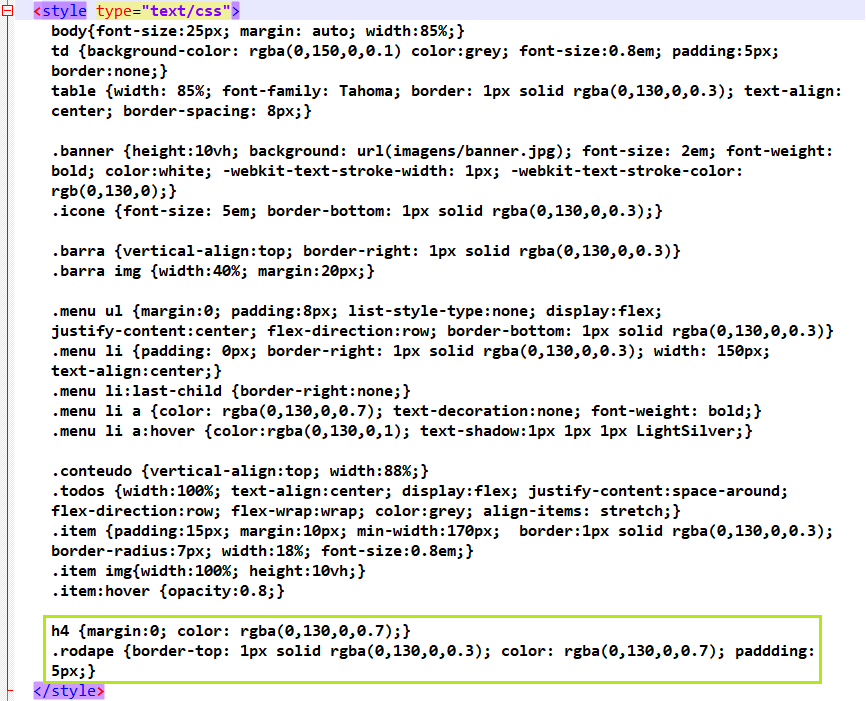 <style type="text/css">
body{font-size:25px; margin: auto; width:85%;}
td {background-color: rgba(0,150,0,0.1) color:grey; font-size:0.8em; padding:5px;
border:none;}
table {width: 85%; font-family: Tahoma; border: 1px solid rgba(0,130,0,0.3); text-align:
center; border-spacing: 8px;}
.banner {height:10vh; background: url(imagens/banner.jpg); font-size: 2em; font-weight:
bold; color:white; -webkit-text-stroke-width: 1px; -webkit-text-stroke-color:
rgb(0,130,0);}
.icone {font-size: 5em; border-bottom: 1px solid rgba(0,130,0,0.3);}
.barra {vertical-align:top; border-right: 1px solid rgba(0,130,0,0.3)}
.barra img {width:40%; margin:20px;}
.menu ul {margin:0; padding:8px; list-style-type:none; display:flex;
justify-content:center; flex-direction:row; border-bottom: 1px solid rgba(0,130,0,0.3)}
.menu li {padding: 0px; border-right: 1px solid rgba(0,130,0,0.3); width: 150px;
text-align:center;}
.menu li:last-child {border-right:none;}
.menu li a {color: rgba(0,130,0,0.7); text-decoration:none; font-weight: bold;}
.menu li a:hover {color:rgba(0,130,0,1); text-shadow:1px 1px 1px LightSilver;}
.conteudo {vertical-align:top; width:88%;}
.todos {width:100%; text-align:center; display:flex; justify-content:space-around;
flex-direction:row; flex-wrap:wrap; color:grey; align-items: stretch;}
.item {padding:15px; margin:10px; min-width:170px;  border:1px solid rgba(0,130,0,0.3);
border-radius:7px; width:18%; font-size:0.8em;}
.item img{width:100%; height:10vh;}
.item:hover {opacity:0.8;}
h4 {margin:0; color: rgba(0,130,0,0.7);}
.rodape {border-top: 1px solid rgba(0,130,0,0.3); color: rgba(0,130,0,0.7); paddding:
5px;}
</style>